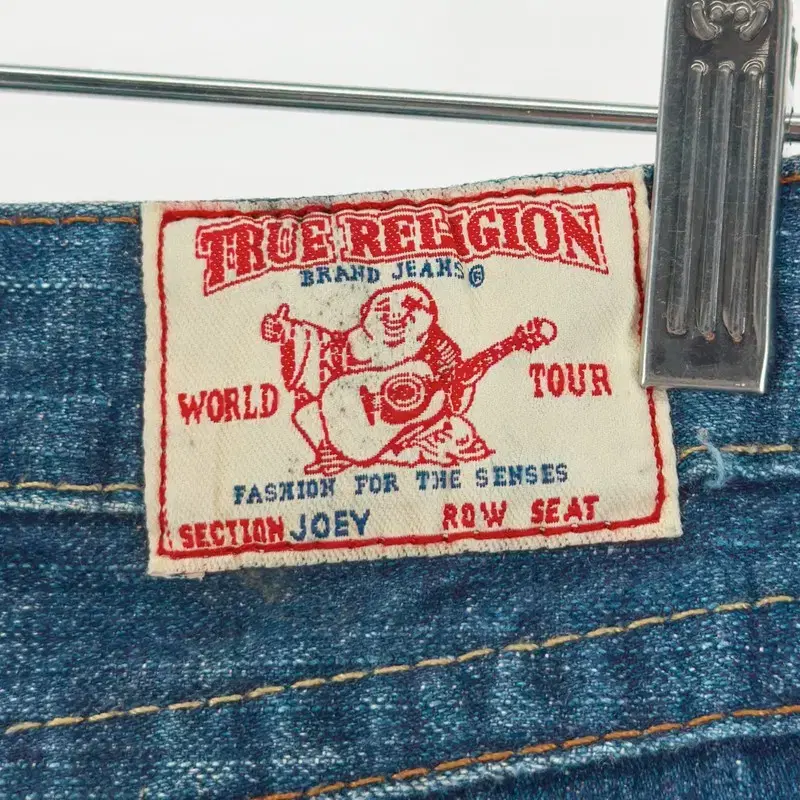 TRUE RELIGION
BRAND JEANS®
WORLD TOUR
FASHION FOR THE SENSES
SECTION JOEY ROW SEAT